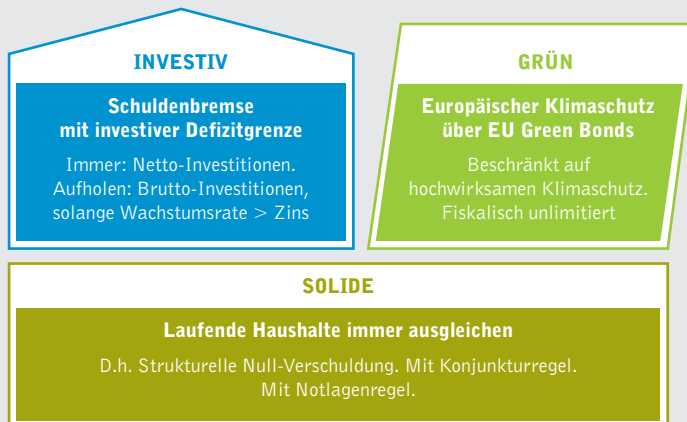 INVESTIV
Schuldenbremse
mit investiver Defizitgrenze
Immer: Netto-Investitionen.
Aufholen: Brutto-Investitionen,
solange Wachstumsrate > Zins
GRÜN
Europäischer Klimaschutz
über EU Green Bonds
Beschränkt auf
hochwirksamen Klimaschutz.
Fiskalisch unlimitiert
SOLIDE
Laufende Haushalte immer ausgleichen
D.h. Strukturelle Null-Verschuldung. Mit Konjunkturregel.
Mit Notlagenregel.